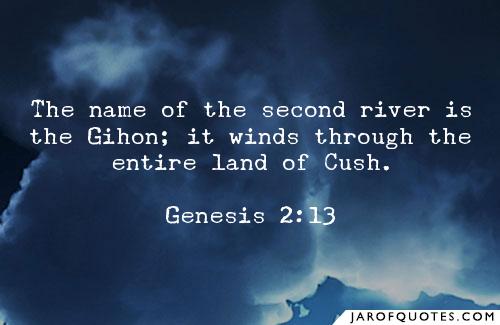 The name of the second river is
the Gihon; it winds through the
entire land of Cush.
Genesis 2:13
JAROFQUOTES.COM